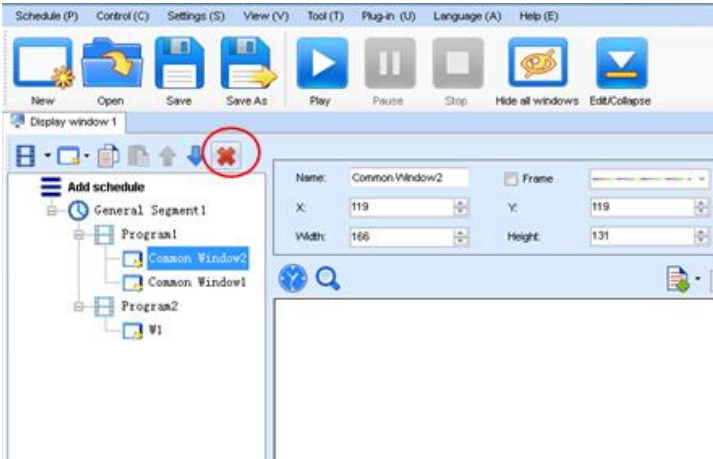 Schedule (P) Control (C) Settings (S) View (V) Tool (T) Plug-in (U) Language (A) Help (E)
New Open Save Save As Play Pause Stop Hide all windows Edit/Collapse
Display window 1
Add schedule
General Segment1
Program1
Common Window2
Common Window1
Program2
W1
Name: Common Window2 Frame
X: 119 Y: 119
Width: 166 Height: 131